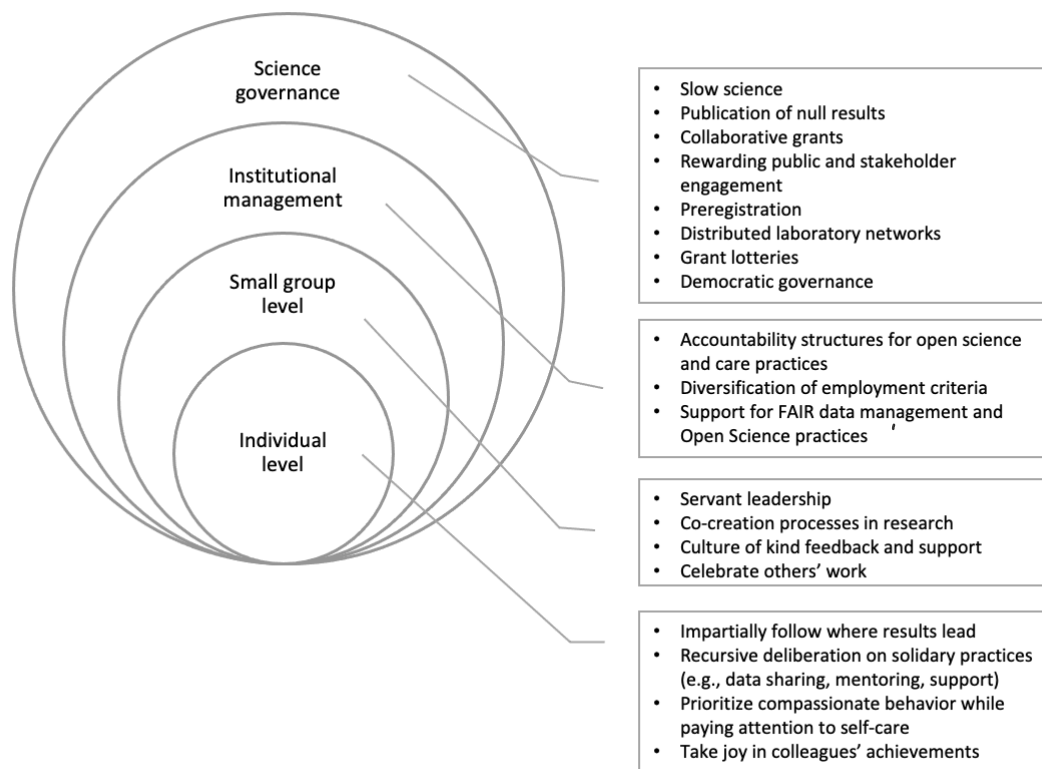 Science
governance
Institutional
management
Small group
level
Individual
level
• Slow science
• Publication of null results
• Collaborative grants
• Rewarding public and stakeholder
engagement
• Preregistration
• Distributed laboratory networks
• Grant lotteries
• Democratic governance
• Accountability structures for open science
and care practices
• Diversification of employment criteria
• Support for FAIR data management and
Open Science practices
• Servant leadership
• Co-creation processes in research
• Culture of kind feedback and support
• Celebrate others’ work
• Impartially follow where results lead
• Recursive deliberation on solidary practices
(e.g., data sharing, mentoring, support)
• Prioritize compassionate behavior while
paying attention to self-care
• Take joy in colleagues’ achievements